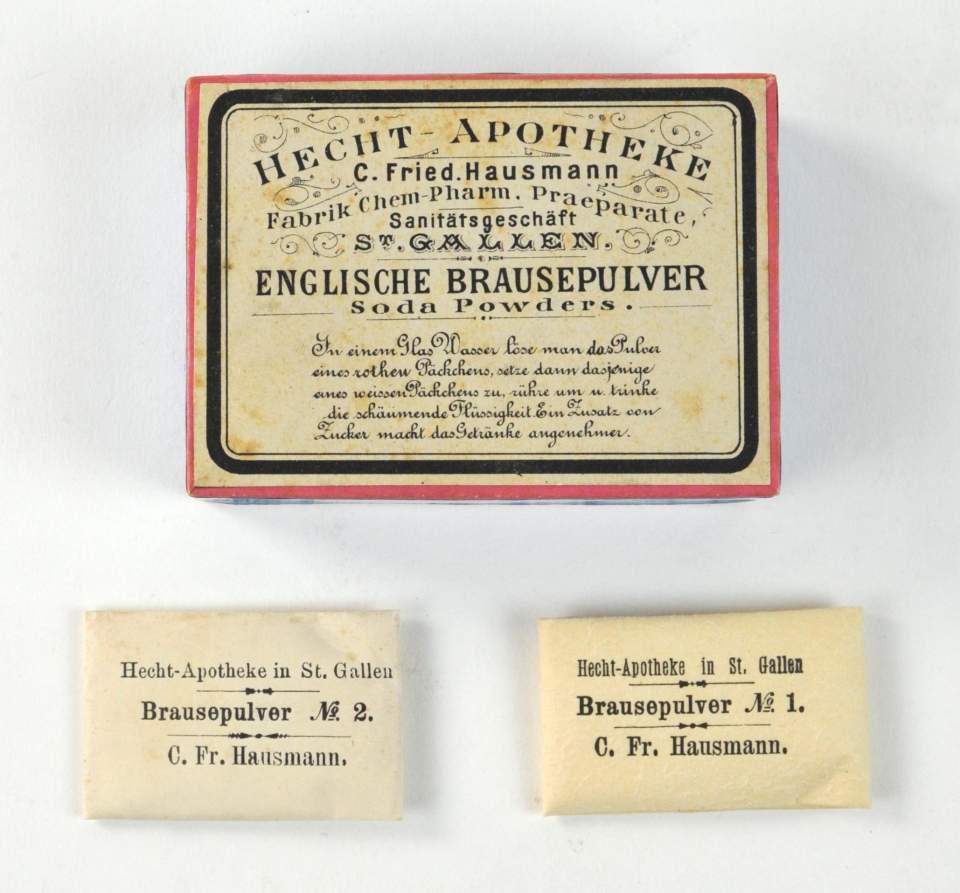 HECHT-APOTHEKE
C. Fried. Hausmann
Fabrik Chem-Pharm. Praeparate,
Sanitätsgeschäft
ST. GALLEN.
ENGLISCHE BRAUSEPULVER
Soda Powders.
In einem Glas Wasser löse man das Pulver
eines rothen Päckchens, setze dann dasjenige
eines weissen Päckchens zu, rühre um u. trinke
die schäumende Flüssigkeit. Ein Zusatz von
Zucker macht das Getränke angenehmer.
Hecht-Apotheke in St. Gallen
Brausepulver No. 2.
C. Fr. Hausmann.
Hecht-Apotheke in St. Gallen
Brausepulver No. 1.
C. Fr. Hausmann.